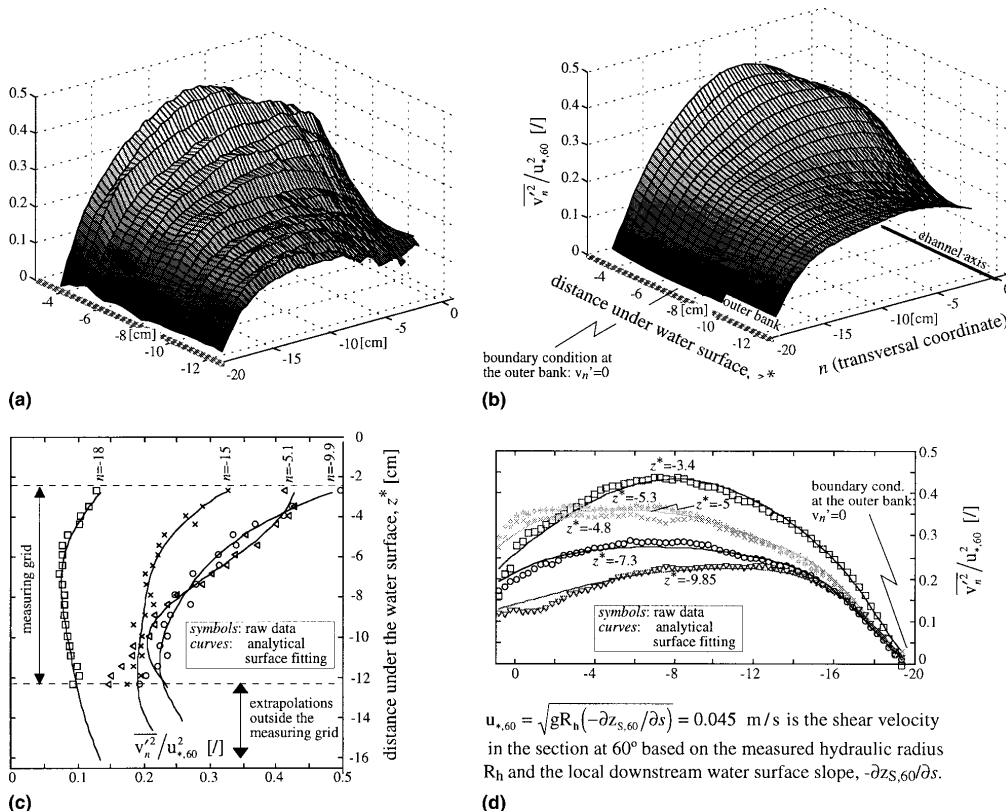 0.5
0.4
0.3
0.2
0.1
0
-4
-6
-8 [cm]
-10
-12
-20
-15
-10 [cm]
-5
0
(a)
0.5
0.4
0.3
0.2
0.1
0
v'²ₙ/u²*,60 [/]
-4
-6
-8 [cm]
-10
-12
-20
-15
-10[cm]
-5
0
outer bank
channel axis
distance under water surface, z*
n (transversal coordinate)
boundary condition at
the outer bank: vₙ'=0
(b)
n=-18
n=-15
n=-5.1
n=-9.9
measuring grid
symbols: raw data
curves: analytical
surface fitting
extrapolations
outside the
measuring grid
v'²ₙ/u²*,60 [/]
0
-2
-4
-6
-8
-10
-12
-14
-16
distance under the water surface, z* [cm]
0
0.1
0.2
0.3
0.4
0.5
(c)
z*=-3.4
z*=-5.3
z*=-5
z*=-4.8
z*=-7.3
z*=-9.85
boundary cond.
at the outer bank:
vₙ'=0
symbols: raw data
curves: analytical
surface fitting
0.5
0.4
0.3
0.2
0.1
0
v'²ₙ/u²*,60 [/]
0
-4
-8
-12
-16
-20
u*,60 = √gRₕ(-∂z_S,60/∂s) = 0.045 m/s is the shear velocity
in the section at 60º based on the measured hydraulic radius
Rₕ and the local downstream water surface slope, -∂z_S,60/∂s.
(d)